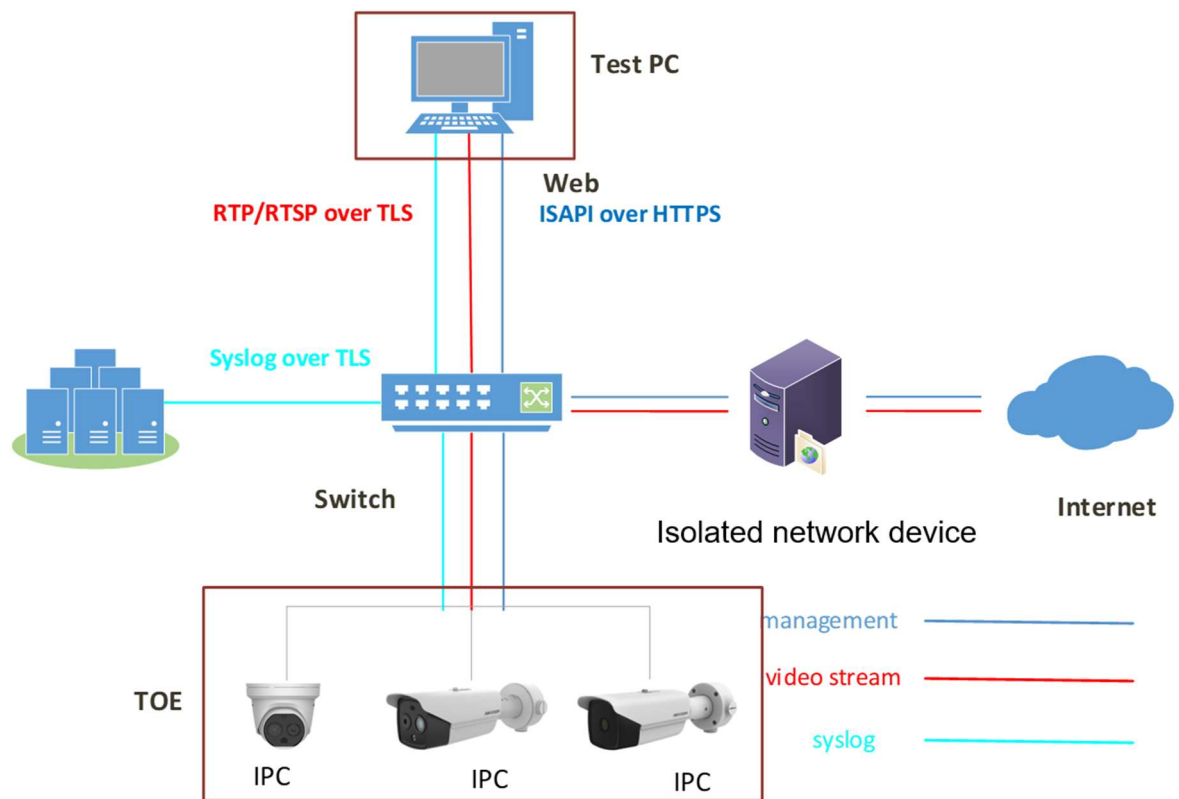 Test PC
Web
RTP/RTSP over TLS
ISAPI over HTTPS
Syslog over TLS
Switch
Internet
Isolated network device
management
video stream
TOE
syslog
IPC
IPC
IPC